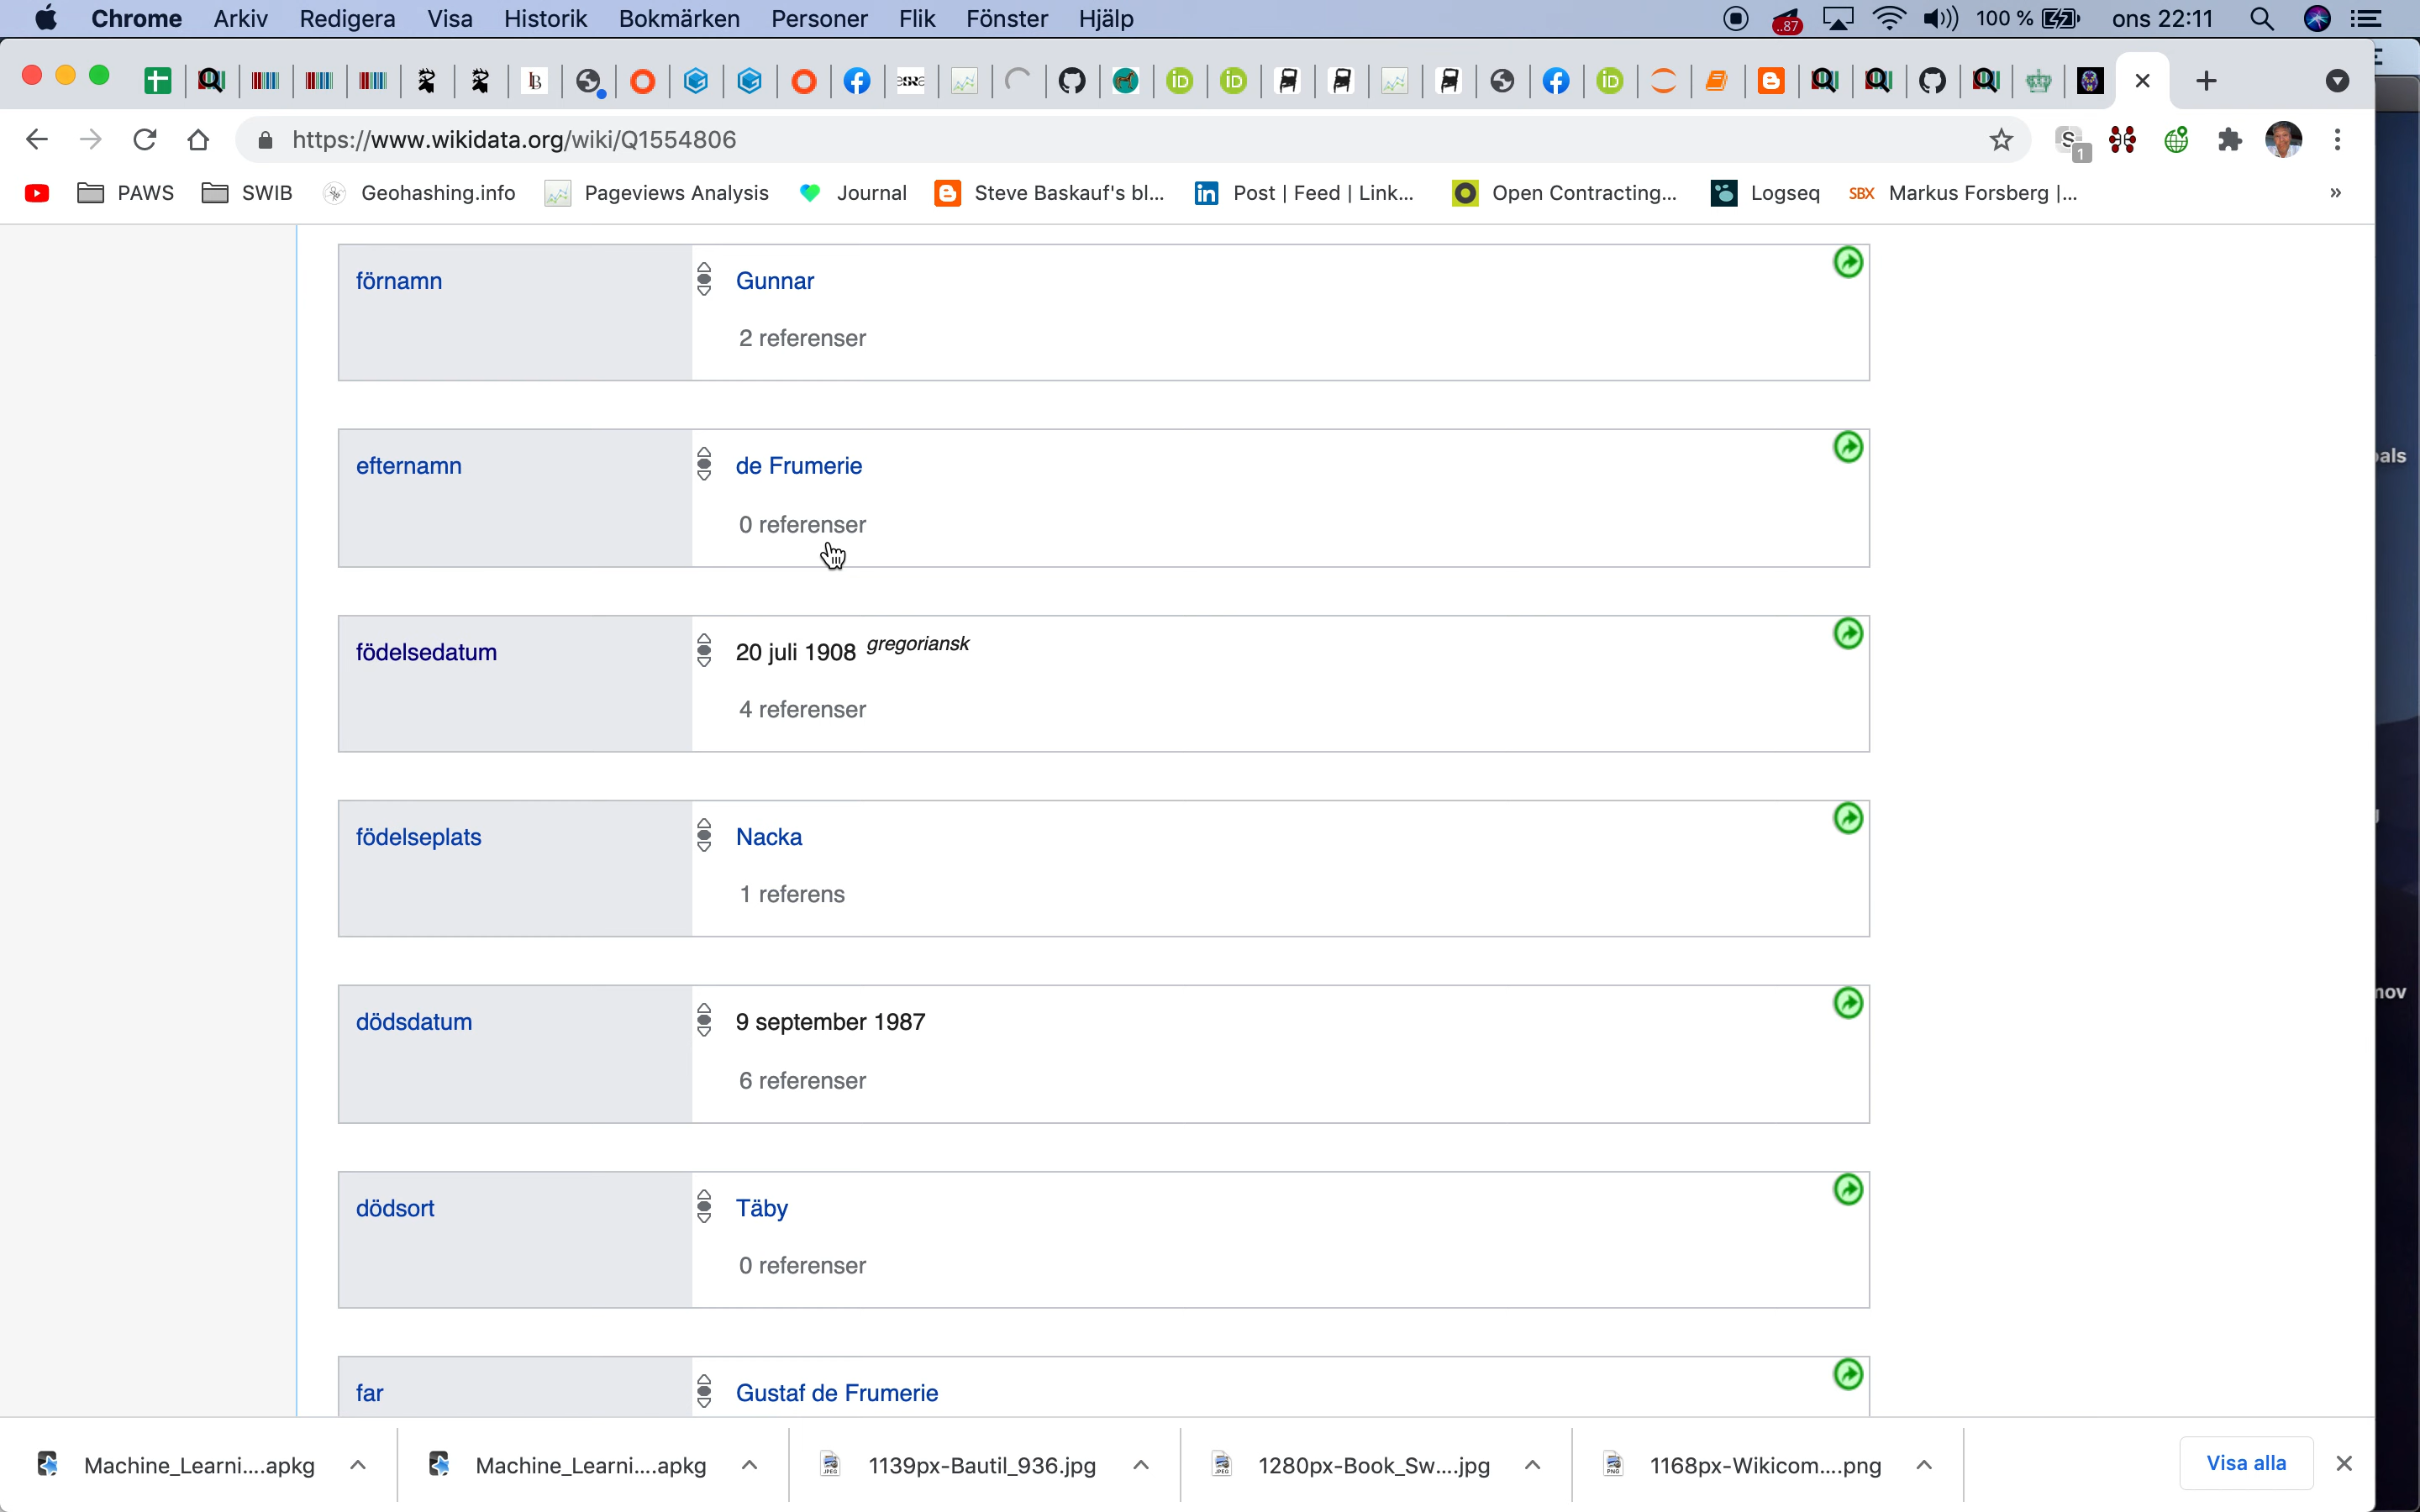 Chrome Arkiv Redigera Visa Historik Bokmärken Personer Flik Fönster Hjälp ..87 100 % ons 22:11
https://www.wikidata.org/wiki/Q1554806
S 1
PAWS SWIB Geohashing.info Pageviews Analysis Journal Steve Baskauf's bl... Post | Feed | Link... Open Contracting... Logseq SBX Markus Forsberg |... »
förnamn Gunnar
2 referenser
efternamn de Frumerie
0 referenser
födelsedatum 20 juli 1908 gregoriansk
4 referenser
födelseplats Nacka
1 referens
dödsdatum 9 september 1987
6 referenser
dödsort Täby
0 referenser
far Gustaf de Frumerie
Machine_Learni....apkg Machine_Learni....apkg 1139px-Bautil_936.jpg 1280px-Book_Sw....jpg 1168px-Wikicom....png Visa alla